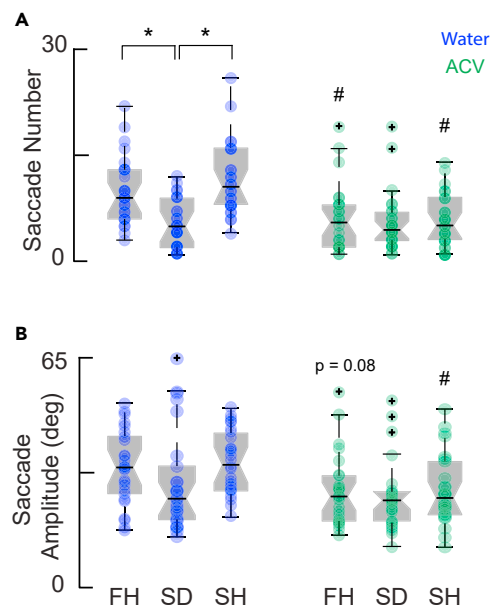 A
30
Saccade Number
0
* *
Water
ACV
# #
B
65
Saccade
Amplitude (deg)
0
p = 0.08
#
FH SD SH FH SD SH